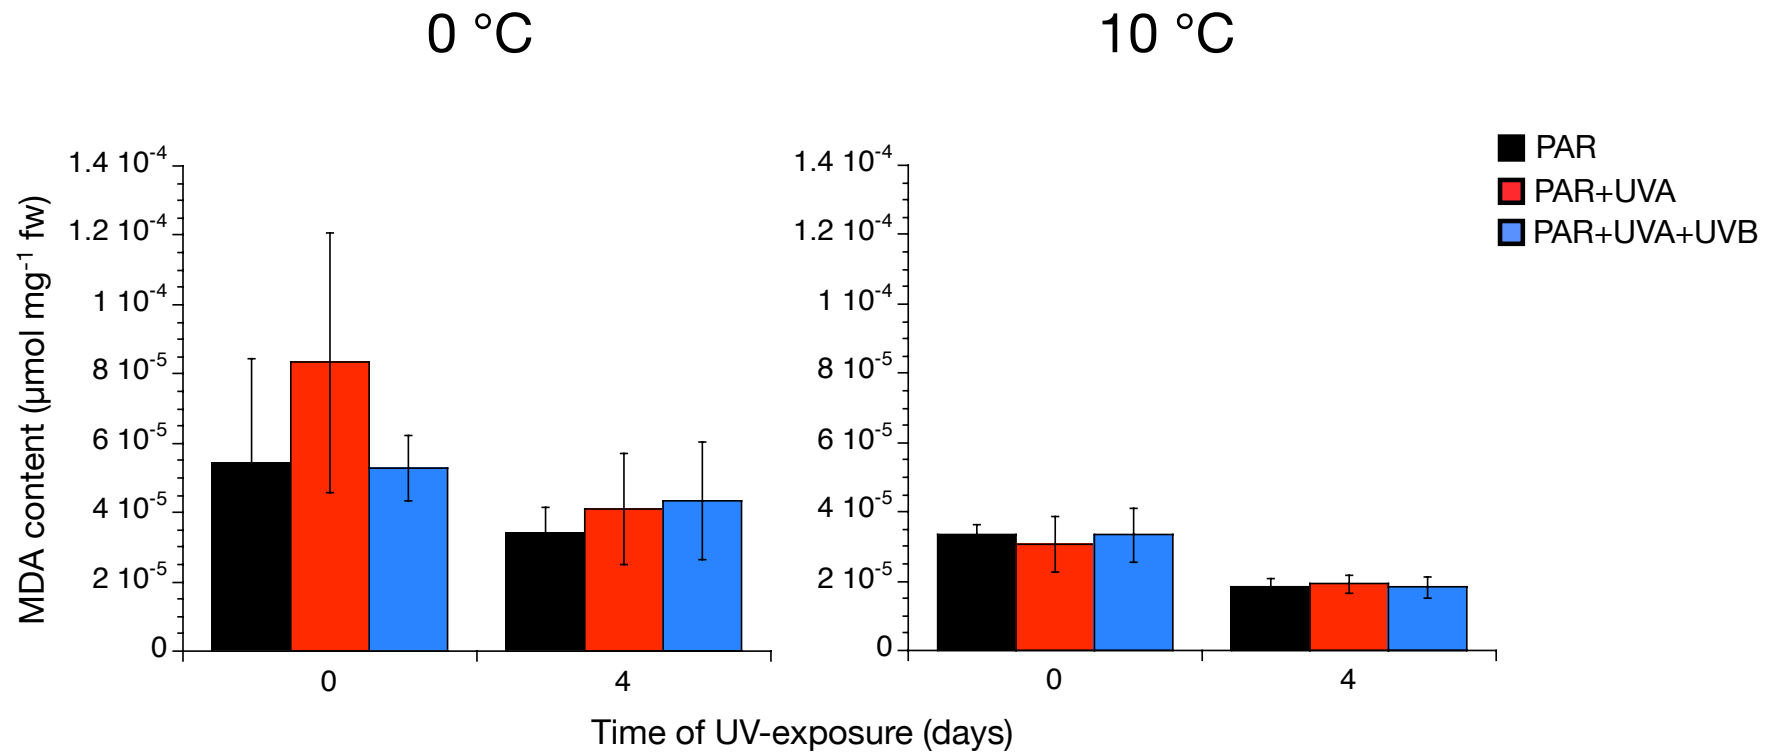 0 °C
10 °C
1.4 10⁻⁴
1.2 10⁻⁴
1 10⁻⁴
8 10⁻⁵
6 10⁻⁵
4 10⁻⁵
2 10⁻⁵
0
MDA content (µmol mg⁻¹ fw)
0
4
1.4 10⁻⁴
1.2 10⁻⁴
1 10⁻⁴
8 10⁻⁵
6 10⁻⁵
4 10⁻⁵
2 10⁻⁵
0
0
4
PAR
PAR+UVA
PAR+UVA+UVB
Time of UV-exposure (days)